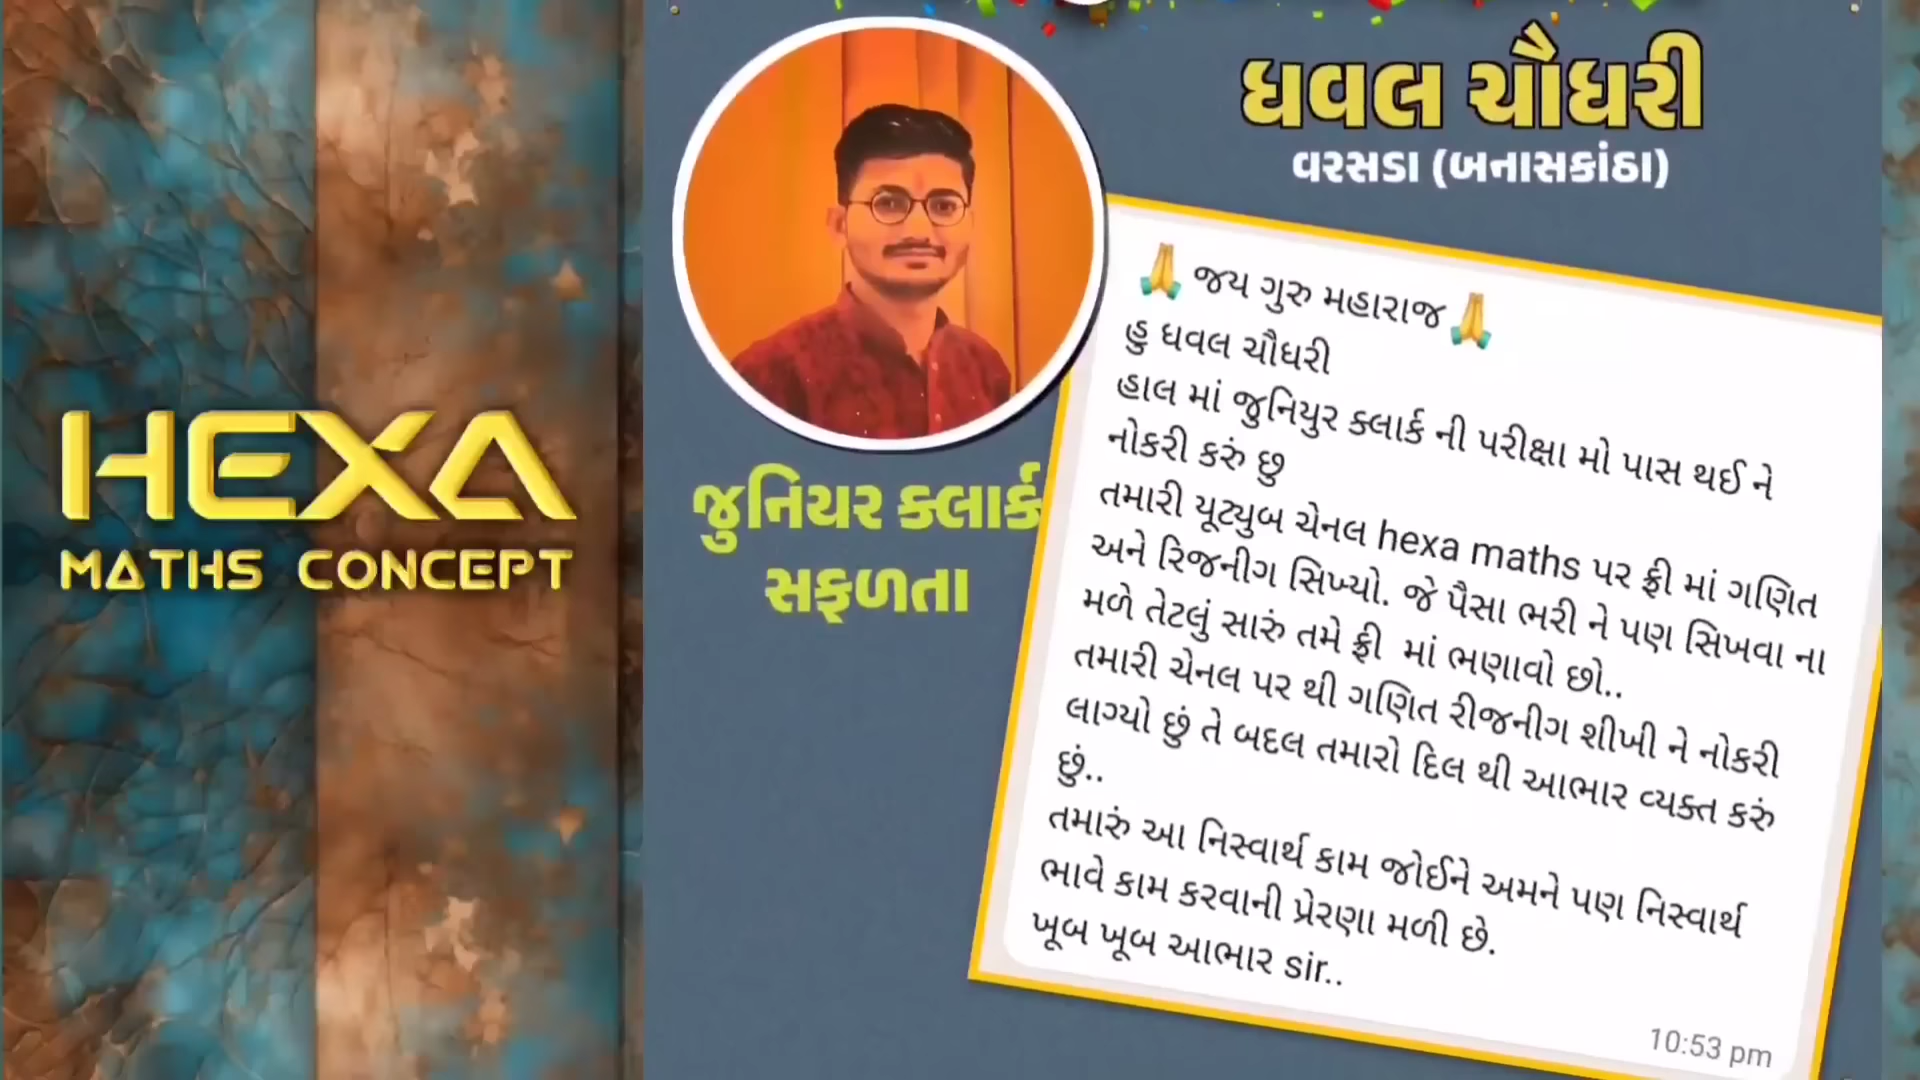 HEXA
MATHS CONCEPT
ધવલ ચૌધરી
વરસડા (બનાસકાંઠા)
જુનિયર ક્લાર્ક
સફળતા
🙏 જય ગુરુ મહારાજ🙏
હુ ધવલ ચૌધરી
હાલ માં જુનિયુર ક્લાર્ક ની પરીક્ષા મો પાસ થઈ ને
નોકરી કરું છુ
તમારી યૂટ્યુબ ચેનલ hexa maths પર ફ્રી માં ગણિત
અને રિજનીગ સિખ્યો. જે પૈસા ભરી ને પણ સિખવા ના
મળે તેટલું સારું તમે ફ્રી માં ભણાવો છો..
તમારી ચેનલ પર થી ગણિત રીજનીગ શીખી ને નોકરી
લાગ્યો છું તે બદલ તમારો દિલ થી આભાર વ્યક્ત કરું
છું..
તમારું આ નિસ્વાર્થ કામ જોઈને અમને પણ નિસ્વાર્થ
ભાવે કામ કરવાની પ્રેરણા મળી છે.
ખૂબ ખૂબ આભાર sir..
10:53 pm